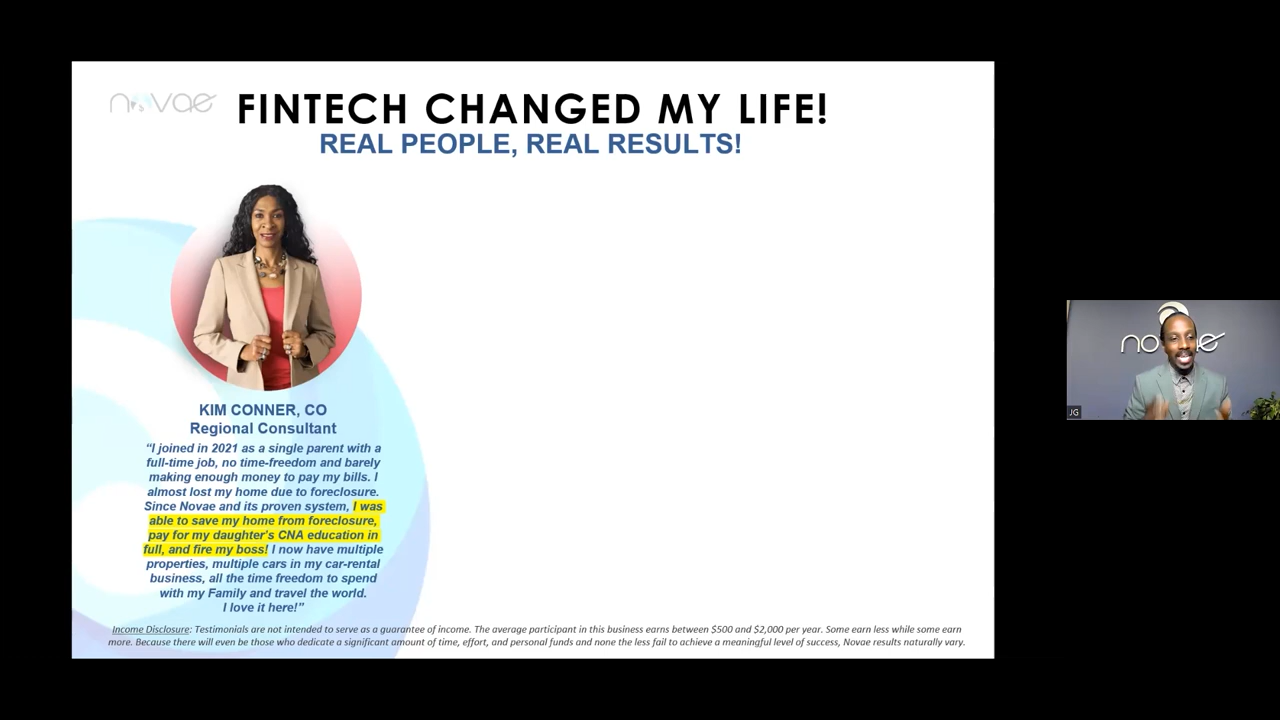 novae
FINTECH CHANGED MY LIFE!
REAL PEOPLE, REAL RESULTS!
KIM CONNER, CO
Regional Consultant
“I joined in 2021 as a single parent with a
full-time job, no time-freedom and barely
making enough money to pay my bills. I
almost lost my home due to foreclosure.
Since Novae and its proven system, I was
able to save my home from foreclosure,
pay for my daughter's CNA education in
full, and fire my boss! I now have multiple
properties, multiple cars in my car-rental
business, all the time freedom to spend
with my Family and travel the world.
I love it here!”
Income Disclosure: Testimonials are not intended to serve as a guarantee of income. The average participant in this business earns between $500 and $2,000 per year. Some earn less while some earn
more. Because there will even be those who dedicate a significant amount of time, effort, and personal funds and none the less fail to achieve a meaningful level of success, Novae results naturally vary.
novae
JG